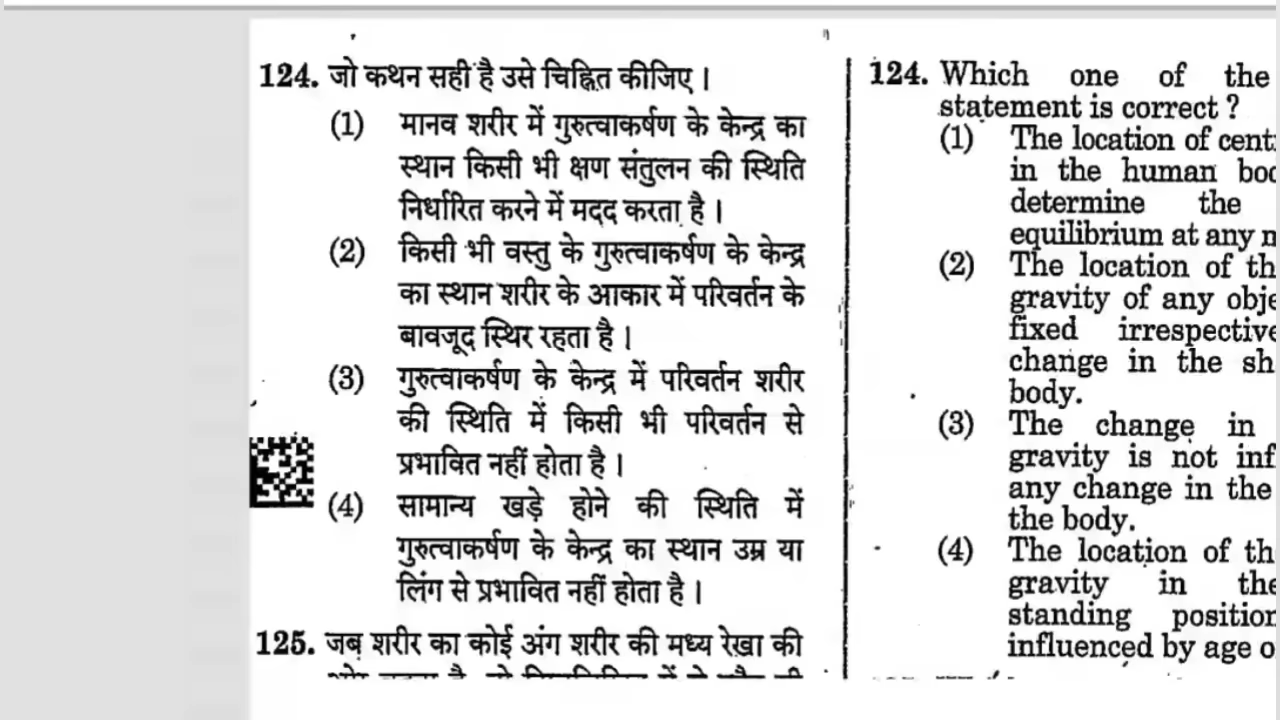 124. जो कथन सही है उसे चिह्नित कीजिए ।
(1) मानव शरीर में गुरुत्वाकर्षण के केन्द्र का
स्थान किसी भी क्षण संतुलन की स्थिति
निर्धारित करने में मदद करता है ।
(2) किसी भी वस्तु के गुरुत्वाकर्षण के केन्द्र
का स्थान शरीर के आकार में परिवर्तन के
बावजूद स्थिर रहता है ।
(3) गुरुत्वाकर्षण के केन्द्र में परिवर्तन शरीर
की स्थिति में किसी भी परिवर्तन से
प्रभावित नहीं होता है ।
(4) सामान्य खड़े होने की स्थिति में
गुरुत्वाकर्षण के केन्द्र का स्थान उम्र या
लिंग से प्रभावित नहीं होता है ।
125. जब शरीर का कोई अंग शरीर की मध्य रेखा की
124. Which one of the
statement is correct ?
(1) The location of cent
in the human
determine the
equilibrium at any
(2) The location of th
gravity of any obje
fixed irrespective
change in the sh
body.
(3) The change in
gravity is not inf
any change in the
the body.
(4) The location of th
gravity in the
standing position
influenced by age o